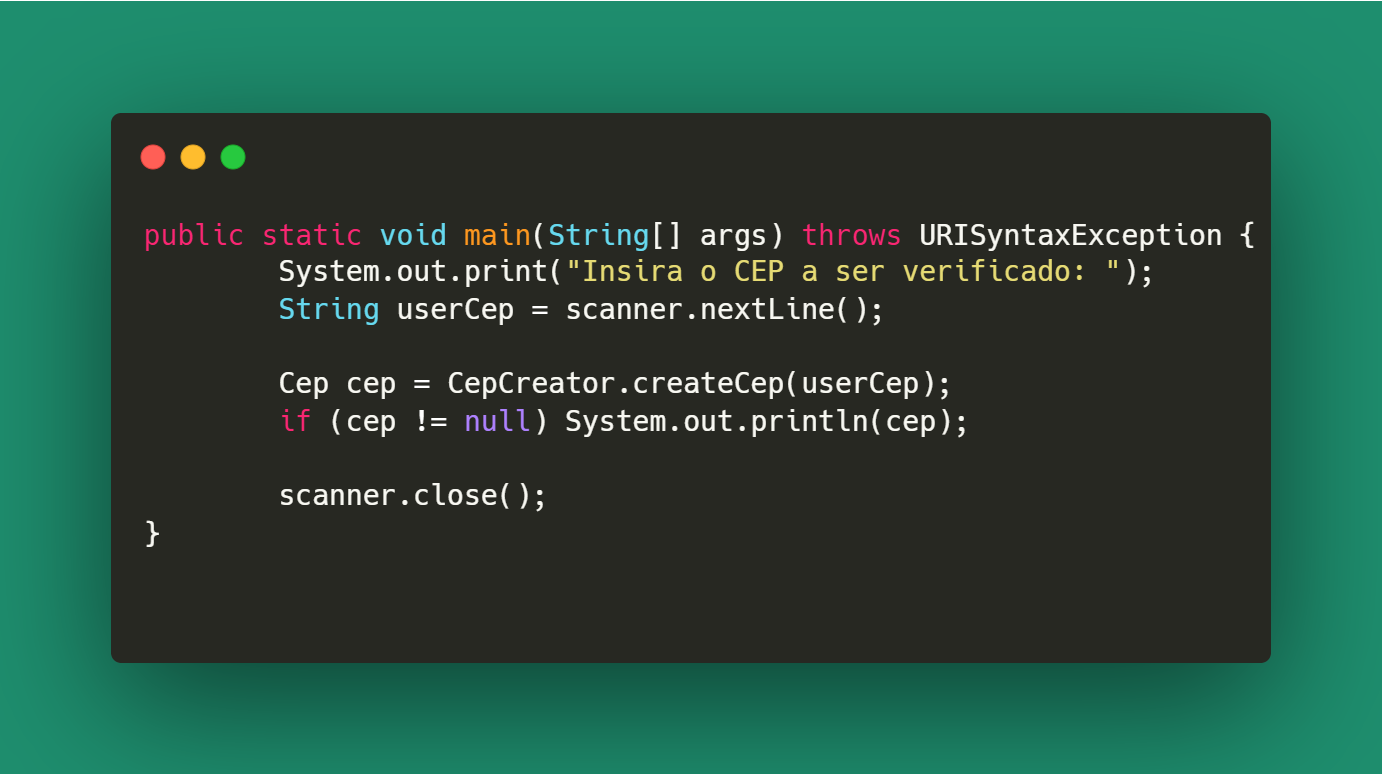 public static void main(String[] args) throws URISyntaxException {
        System.out.print("Insira o CEP a ser verificado: ");
        String userCep = scanner.nextLine();

        Cep cep = CepCreator.createCep(userCep);
        if (cep != null) System.out.println(cep);

        scanner.close();
}